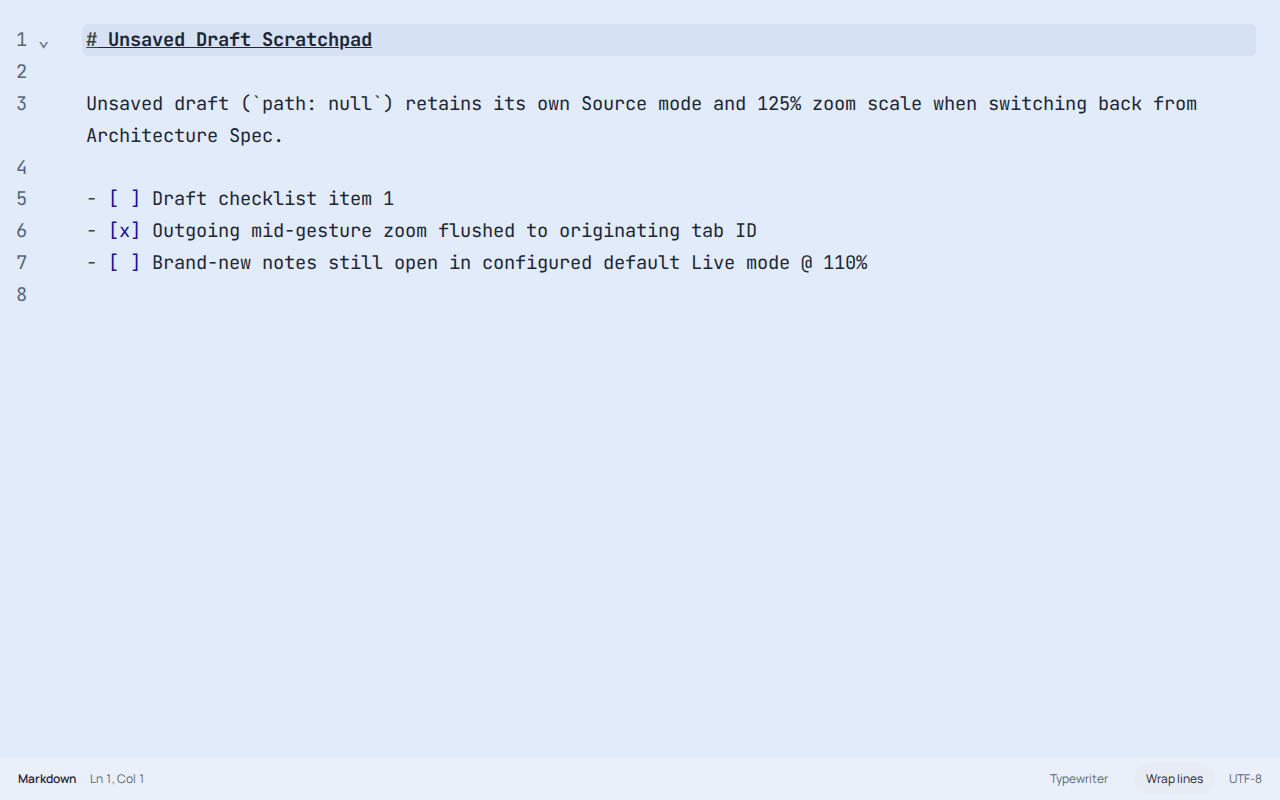 1 # Unsaved Draft Scratchpad
2
3 Unsaved draft (`path: null`) retains its own Source mode and 125% zoom scale when switching back from
Architecture Spec.
4
5 - [ ] Draft checklist item 1
6 - [x] Outgoing mid-gesture zoom flushed to originating tab ID
7 - [ ] Brand-new notes still open in configured default Live mode @ 110%
8
Markdown Ln 1, Col 1 Typewriter Wrap lines UTF-8